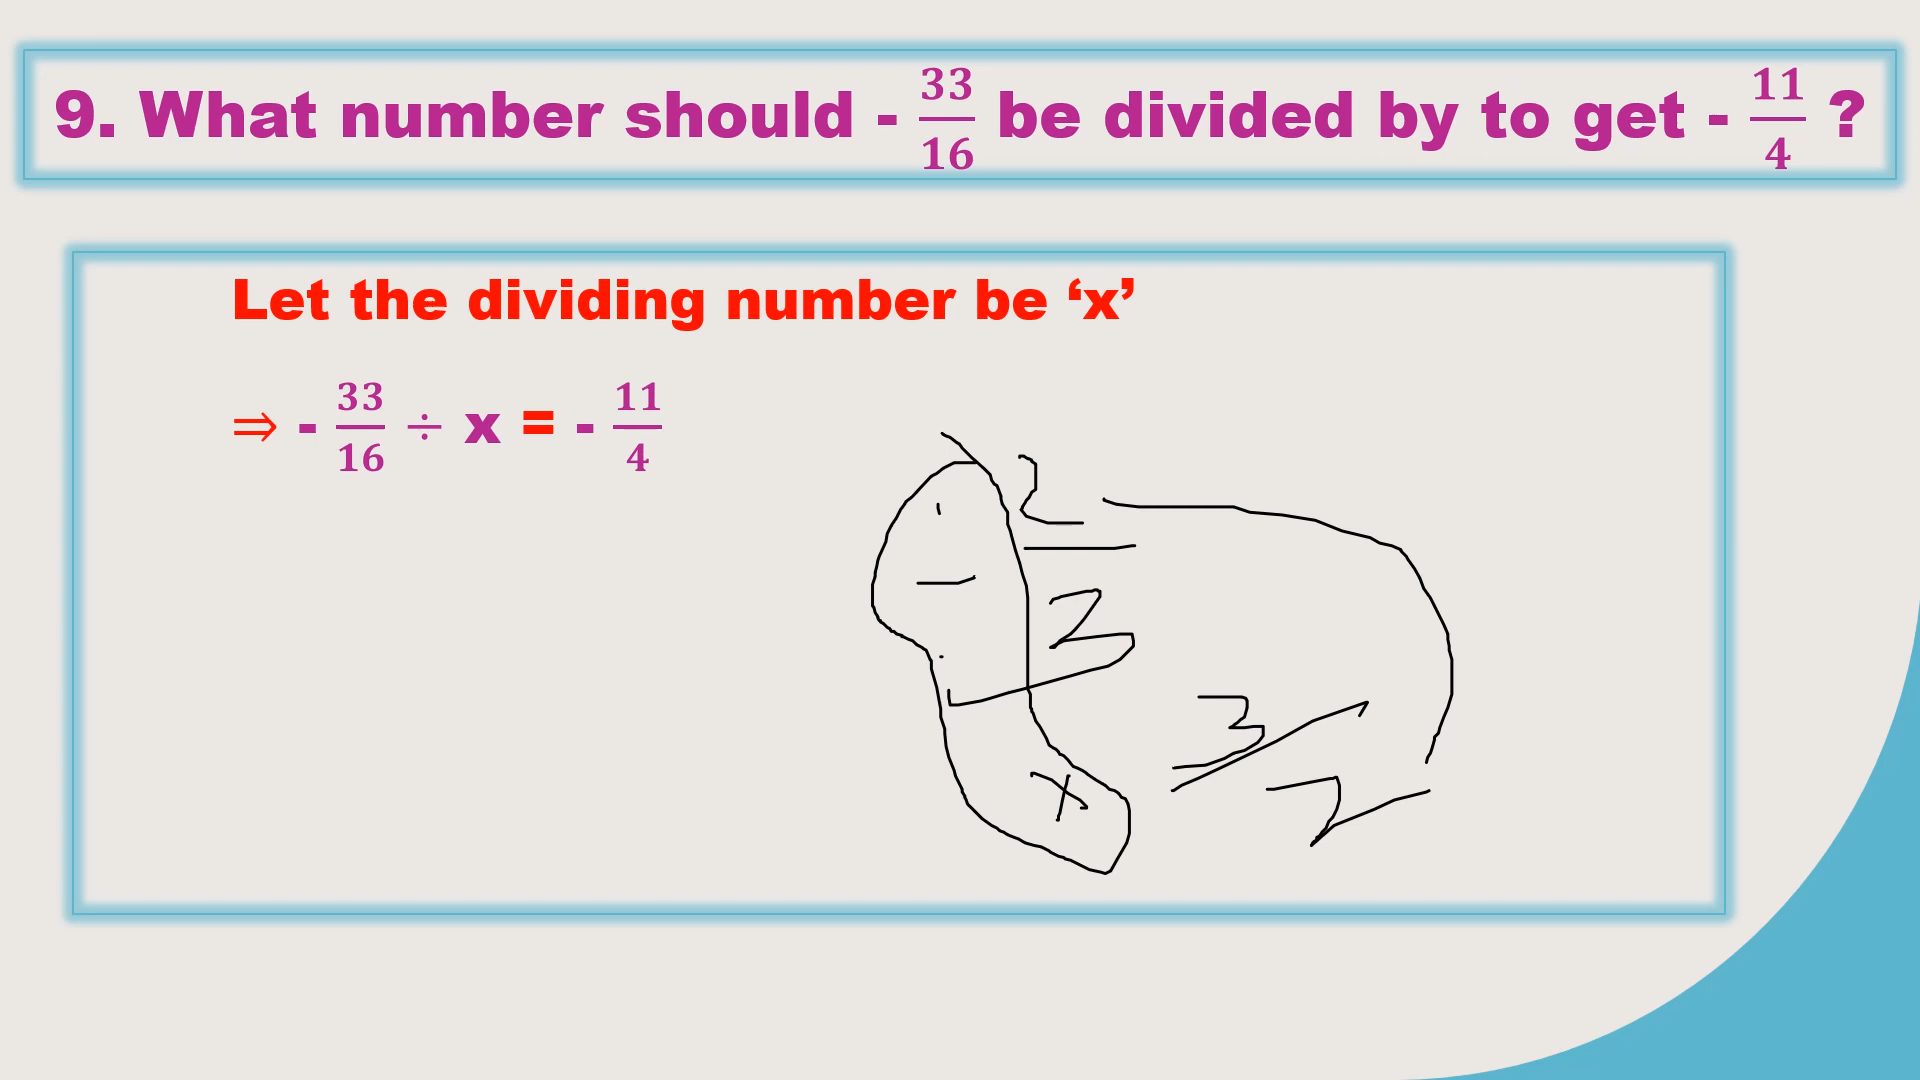 9. What number should - 33/16 be divided by to get - 11/4 ?
Let the dividing number be ‘x’
⇒ - 33/16 ÷ x = - 11/4